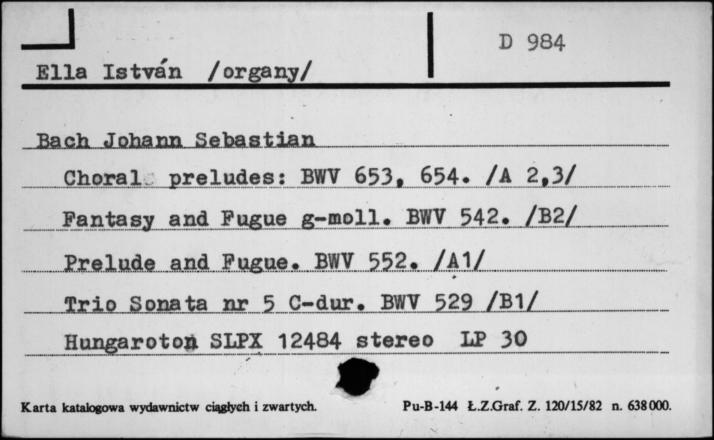 D 984
Ella István /organy/
Bach Johann Sebastian
Choral preludes: BWV 653, 654. /A 2,3/
Fantasy and Fugue g-moll. BWV 542. /B2/
Prelude and Fugue. BWV 552. /A1/
Trio Sonata nr 5 C-dur. BWV 529 /B1/
Hungaroton SLPX 12484 stereo LP 30
Karta katalogowa wydawnictw ciągłych i zwartych. Pu-B-144 Ł.Z.Graf. Z. 120/15/82 n. 638000.